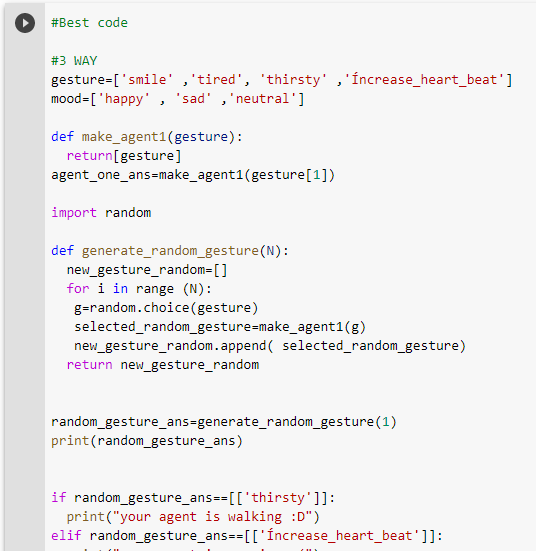 #Best code
#3 WAY
gesture=['smile' ,'tired', 'thirsty' ,'Íncrease_heart_beat']
mood=['happy' , 'sad' ,'neutral']
def make_agent1(gesture):
return[gesture]
agent_one_ans=make_agent1(gesture[1])
import random
def generate_random_gesture(N):
new_gesture_random=[]
for i in range (N):
g=random.choice(gesture)
selected_random_gesture=make_agent1(g)
new_gesture_random.append( selected_random_gesture)
return new_gesture_random
random_gesture_ans=generate_random_gesture(1)
print(random_gesture_ans)
if random_gesture_ans==[['thirsty']]:
print("your agent is walking :D")
elif random_gesture_ans==[['Íncrease_heart_beat']]: